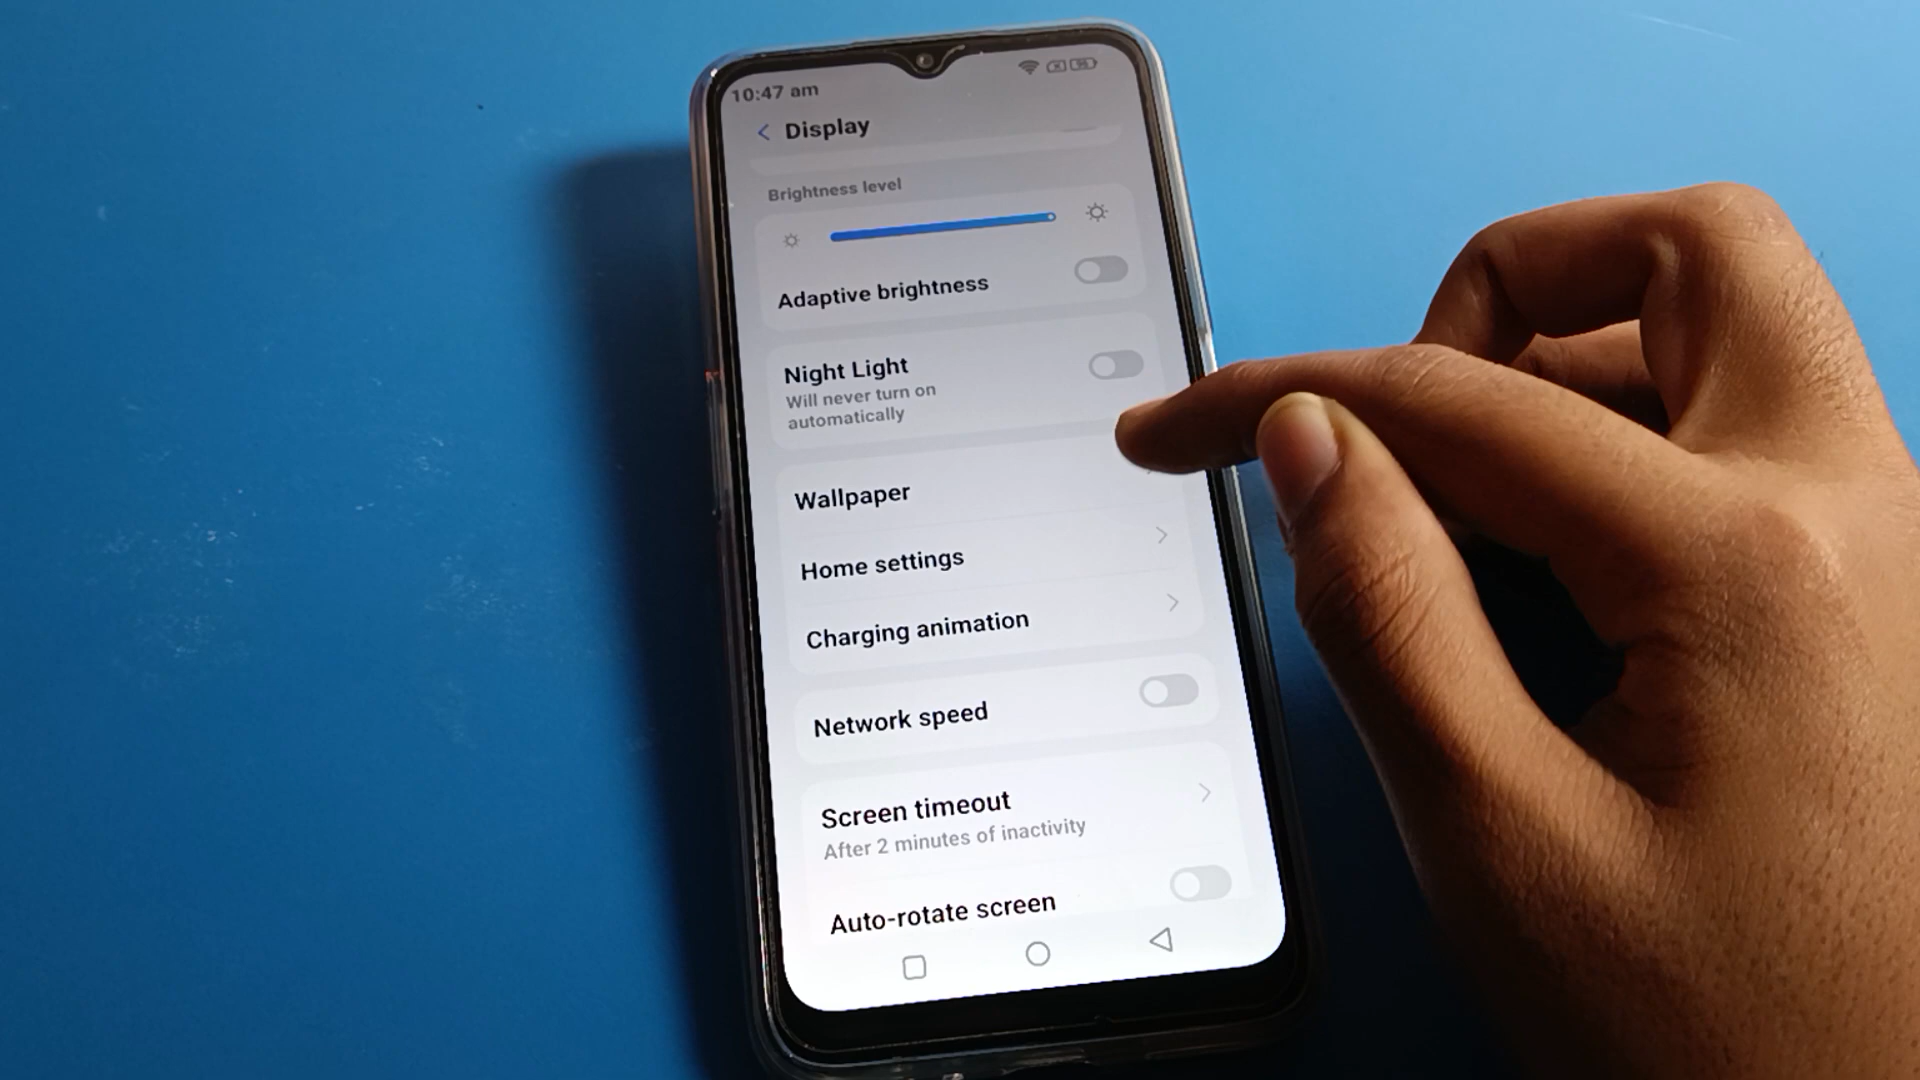 10:47 am
Display
Brightness level
Adaptive brightness
Night Light
Will never turn on
automatically
Wallpaper
Home settings
Charging animation
Network speed
Screen timeout
After 2 minutes of inactivity
Auto-rotate screen